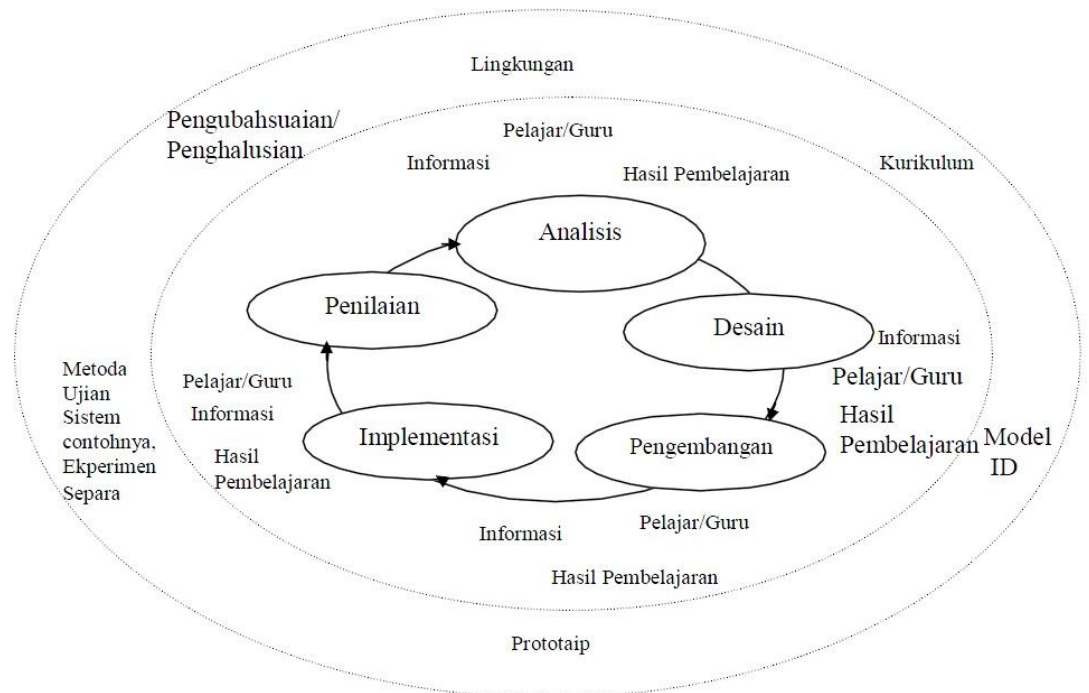 Lingkungan
Pengubahsuaian/
Penghalusian
Pelajar/Guru
Informasi
Hasil Pembelajaran
Kurikulum
Analisis
Penilaian
Desain
Informasi
Pelajar/Guru
Hasil
Pembelajaran
Model
ID
Metoda
Ujian
Sistem
contohnya,
Ekperimen
Separa
Pelajar/Guru
Informasi
Hasil
Pembelajaran
Implementasi
Pengembangan
Informasi
Pelajar/Guru
Hasil Pembelajaran
Prototaip